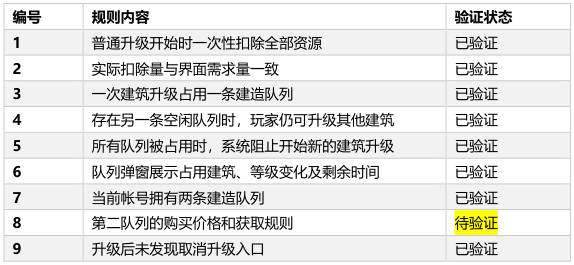 编号 规则内容 验证状态
1 普通升级开始时一次性扣除全部资源 已验证
2 实际扣除量与界面需求量一致 已验证
3 一次建筑升级占用一条建造队列 已验证
4 存在另一条空闲队列时，玩家仍可升级其他建筑 已验证
5 所有队列被占用时，系统阻止开始新的建筑升级 已验证
6 队列弹窗展示占用建筑、等级变化及剩余时间 已验证
7 当前帐号拥有两条建造队列 已验证
8 第二队列的购买价格和获取规则 待验证
9 升级后未发现取消升级入口 已验证